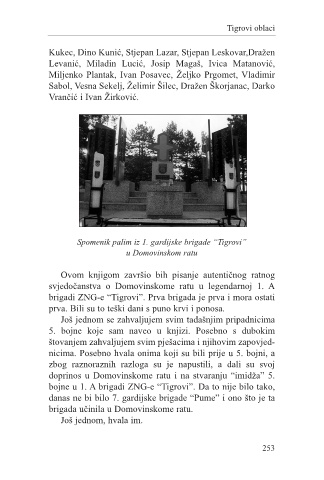 Tigrovi oblaci
Kukec, Dino Kunić, Stjepan Lazar, Stjepan Leskovar,Dražen
Levanić, Miladin Lucić, Josip Magaš, Ivica Matanović,
Miljenko Plantak, Ivan Posavec, Željko Prgomet, Vladimir
Sabol, Vesna Sekelj, Želimir Šilec, Dražen Škorjanac, Darko
Vrančić i Ivan Žirković.
Spomenik palim iz 1. gardijske brigade “Tigrovi”
u Domovinskom ratu
Ovom knjigom završio bih pisanje autentičnog ratnog
svjedočanstva o Domovinskome ratu u legendarnoj 1. A
brigadi ZNG-e “Tigrovi”. Prva brigada je prva i mora ostati
prva. Bili su to teški dani s puno krvi i ponosa.
Još jednom se zahvaljujem svim tadašnjim pripadnicima
5. bojne koje sam naveo u knjizi. Posebno s dubokim
štovanjem zahvaljujem svim pješacima i njihovim zapovjed-
nicima. Posebno hvala onima koji su bili prije u 5. bojni, a
zbog raznoraznih razloga su je napustili, a dali su svoj
doprinos u Domovinskome ratu i na stvaranju “imidža” 5.
bojne u 1. A brigadi ZNG-e “Tigrovi”. Da to nije bilo tako,
danas ne bi bilo 7. gardijske brigade “Pume” i ono što je ta
brigada učinila u Domovinskome ratu.
Još jednom, hvala im.
253